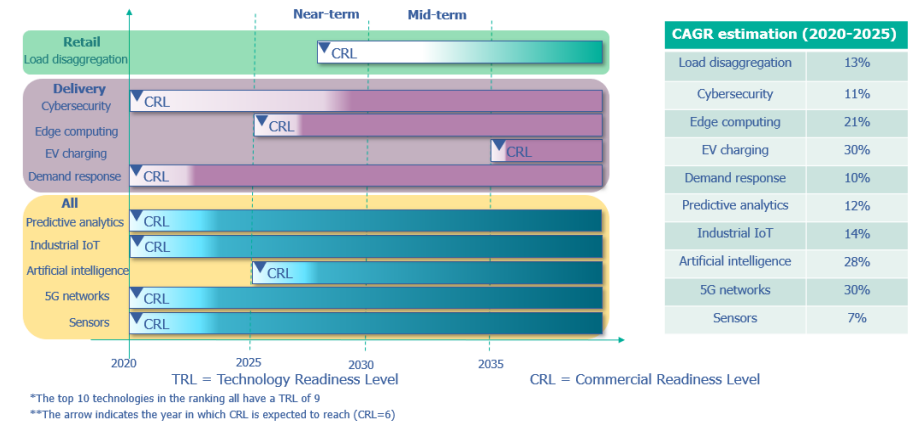 Near-term Mid-term
Retail
Load disaggregation
CRL
Delivery
Cybersecurity
CRL
Edge computing
CRL
EV charging
CRL
Demand response
CRL
All
Predictive analytics
CRL
Industrial IoT
CRL
Artificial intelligence
CRL
5G networks
CRL
Sensors
CRL
2020 2025 2030 2035
TRL = Technology Readiness Level CRL = Commercial Readiness Level
*The top 10 technologies in the ranking all have a TRL of 9
**The arrow indicates the year in which CRL is expected to reach (CRL=6)
CAGR estimation (2020-2025)
Load disaggregation 13%
Cybersecurity 11%
Edge computing 21%
EV charging 30%
Demand response 10%
Predictive analytics 12%
Industrial IoT 14%
Artificial intelligence 28%
5G networks 30%
Sensors 7%